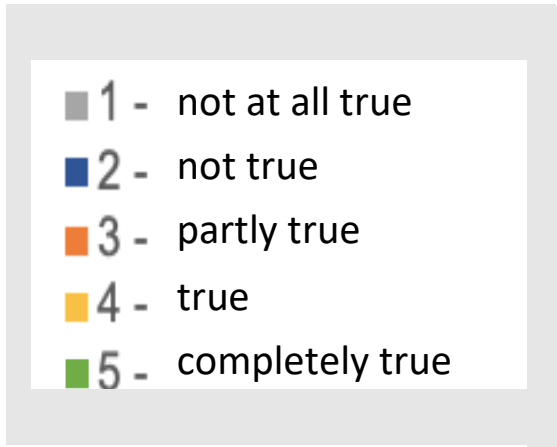 1 - not at all true
2 - not true
3 - partly true
4 - true
5 - completely true